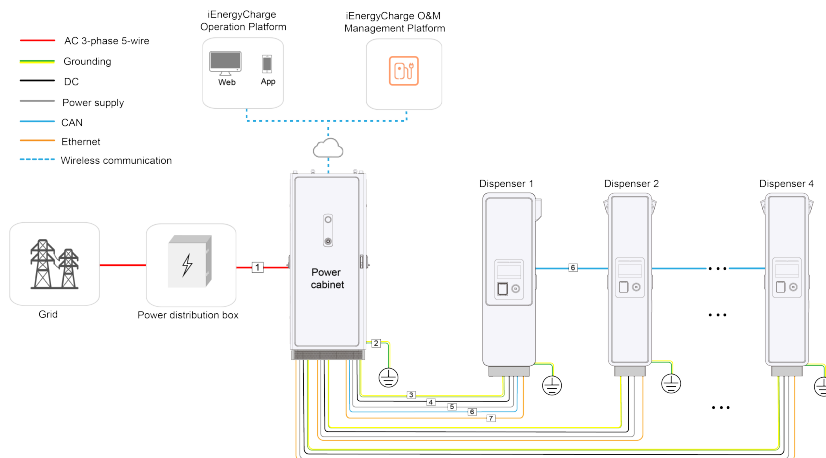 iEnergyCharge
Operation Platform
iEnergyCharge O&M
Management Platform
AC 3-phase 5-wire
Grounding
DC
Power supply
CAN
Ethernet
Wireless communication
Web
App
Dispenser 1
Dispenser 2
Dispenser 4
1
6
Power
cabinet
Grid
Power distribution box
2
3
4
5
6
7